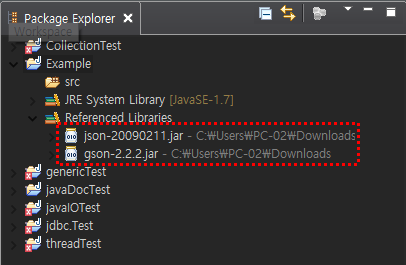 Package Explorer
Workspace
CollectionTest
Example
src
JRE System Library [JavaSE-1.7]
Referenced Libraries
json-20090211.jar - C:₩Users₩PC-02₩Downloads
gson-2.2.2.jar - C:₩Users₩PC-02₩Downloads
genericTest
javaDocTest
javaIOTest
jdbc.Test
threadTest